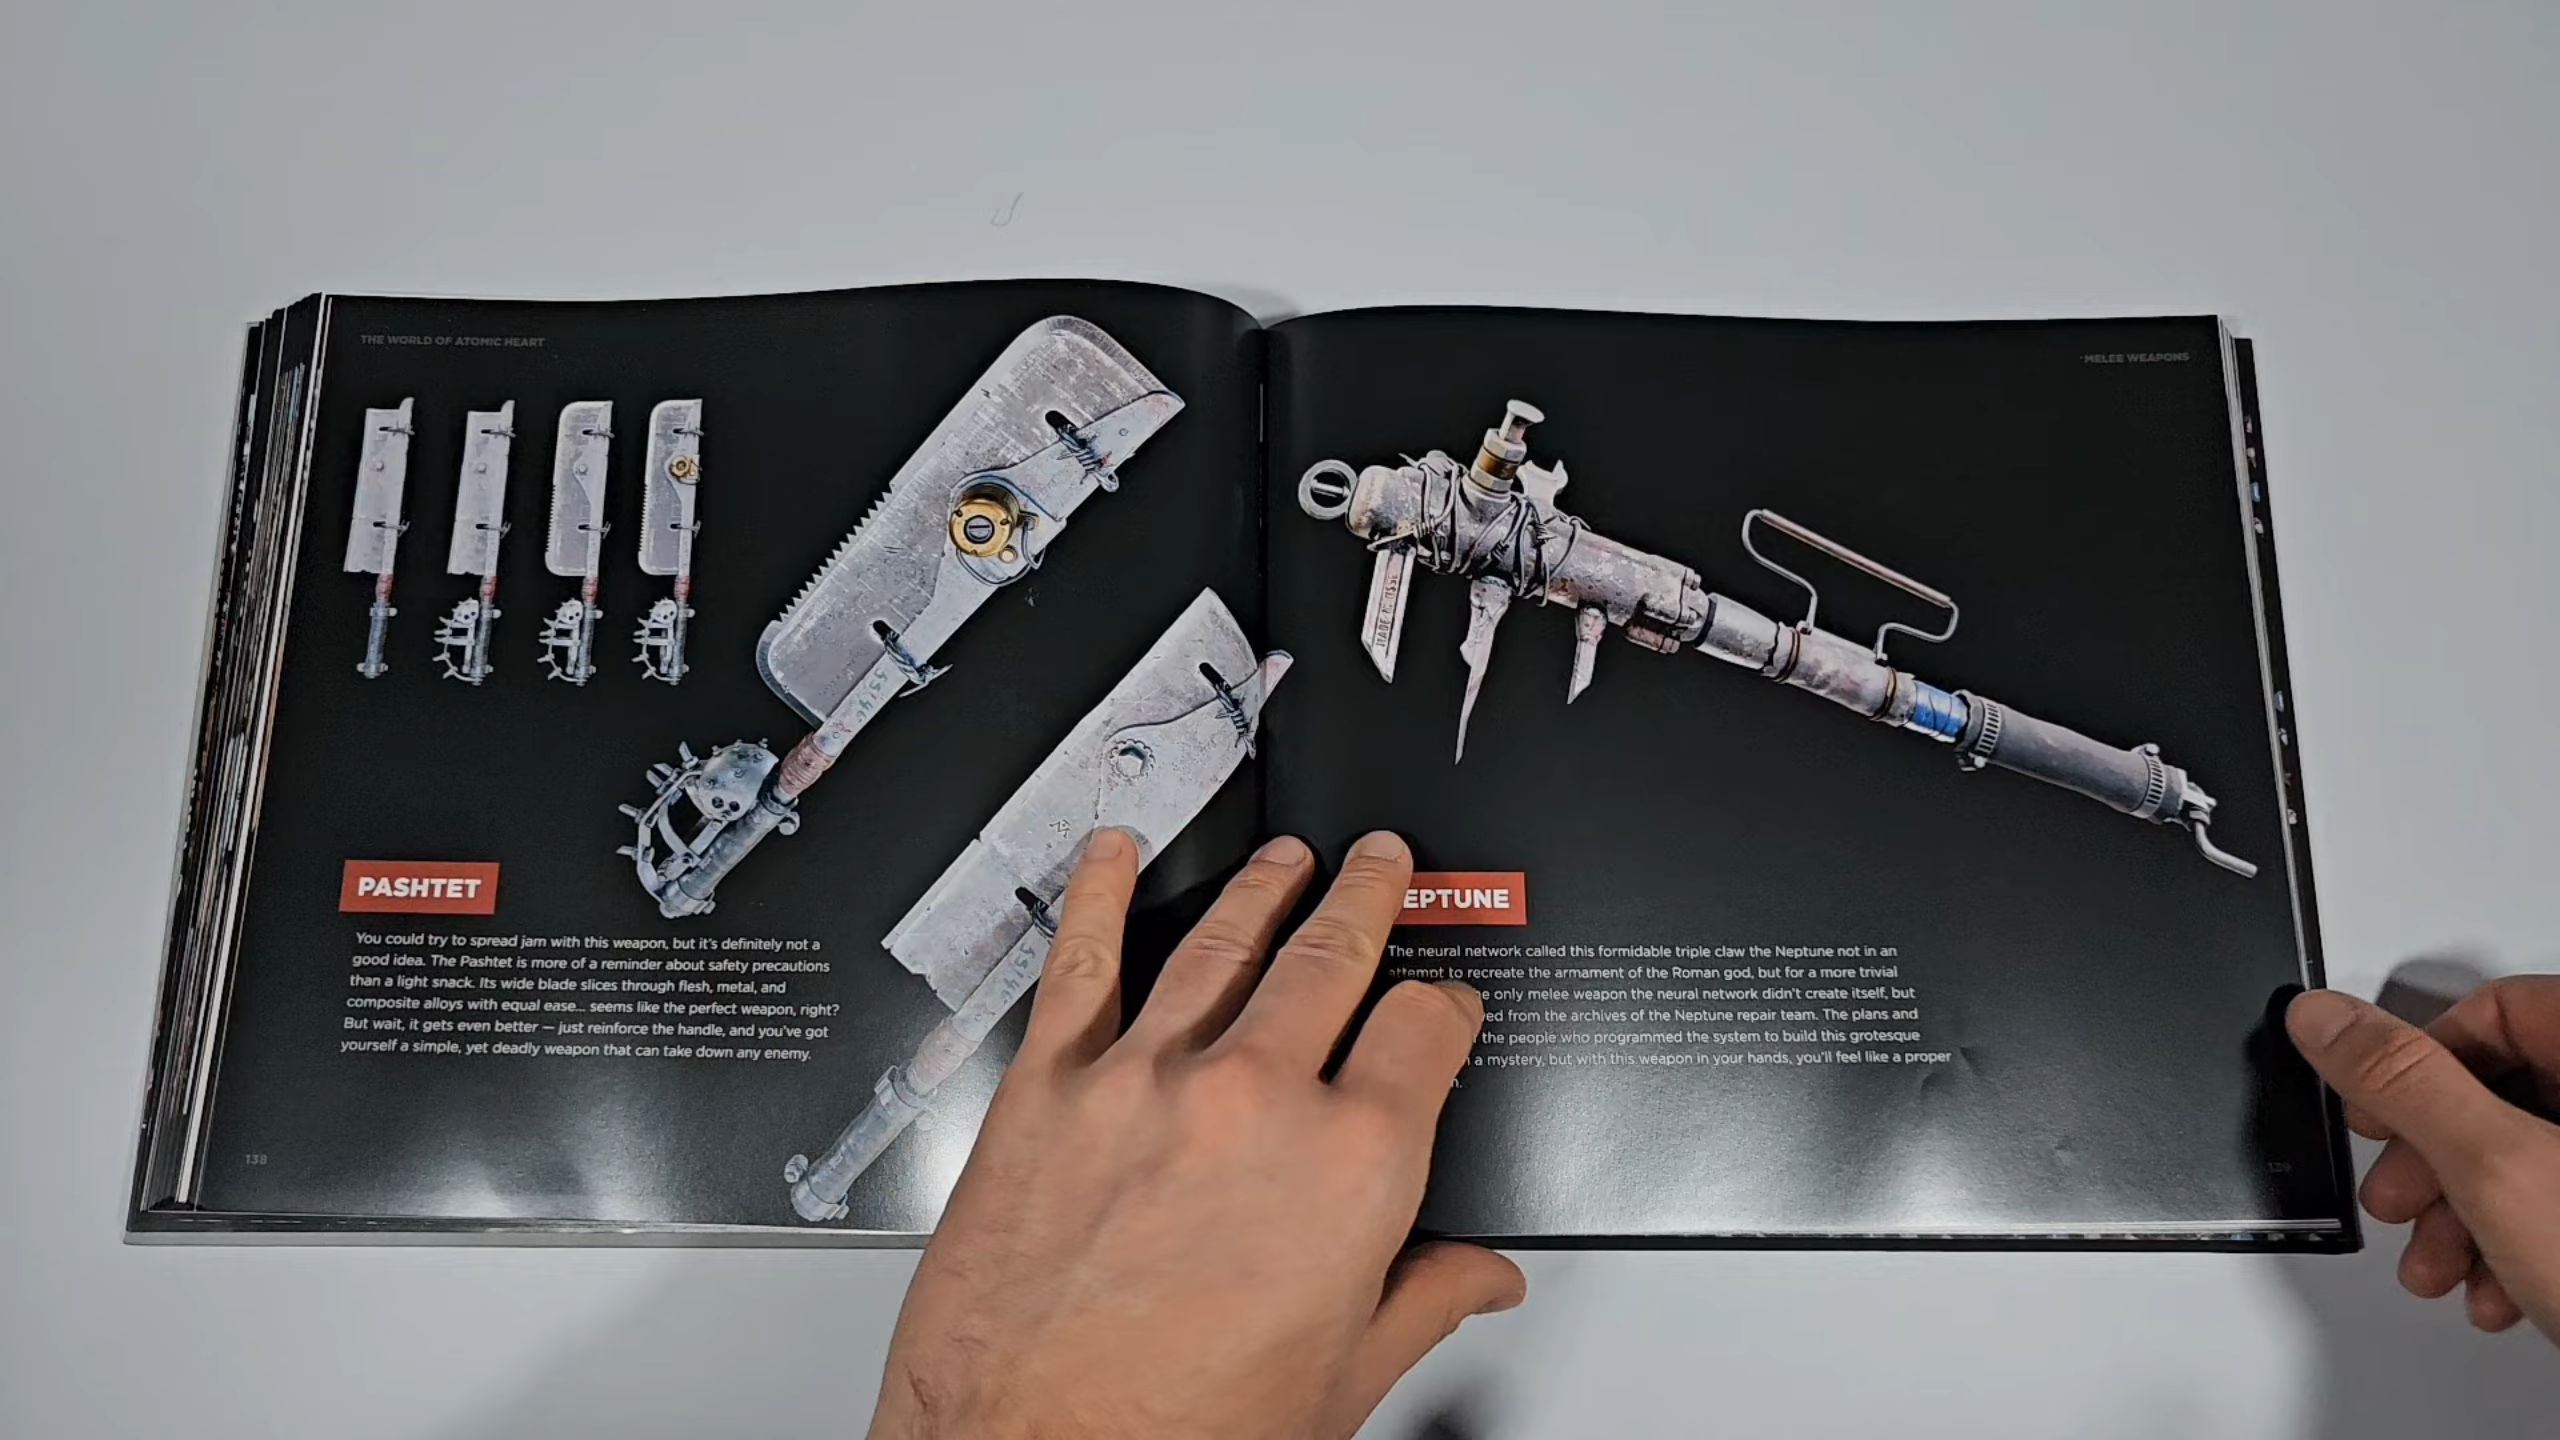 THE WORLD OF ATOMIC HEART
PASHTET
You could try to spread jam with this weapon, but it's definitely not a
good idea. The Pashtet is more of a reminder about safety precautions
than a light snack. Its wide blade slices through flesh, metal, and
composite alloys with equal ease... seems like the perfect weapon, right?
But wait, it gets even better — just reinforce the handle, and you've got
yourself a simple, yet deadly weapon that can take down any enemy.
138
55146
55146
MELEE WEAPONS
EPTUNE
The neural network called this formidable triple claw the Neptune not in an
attempt to recreate the armament of the Roman god, but for a more trivial
only melee weapon the neural network didn't create itself, but
from the archives of the Neptune repair team. The plans and
the people who programmed the system to build this grotesque
a mystery, but with this weapon in your hands, you'll feel like a proper
139